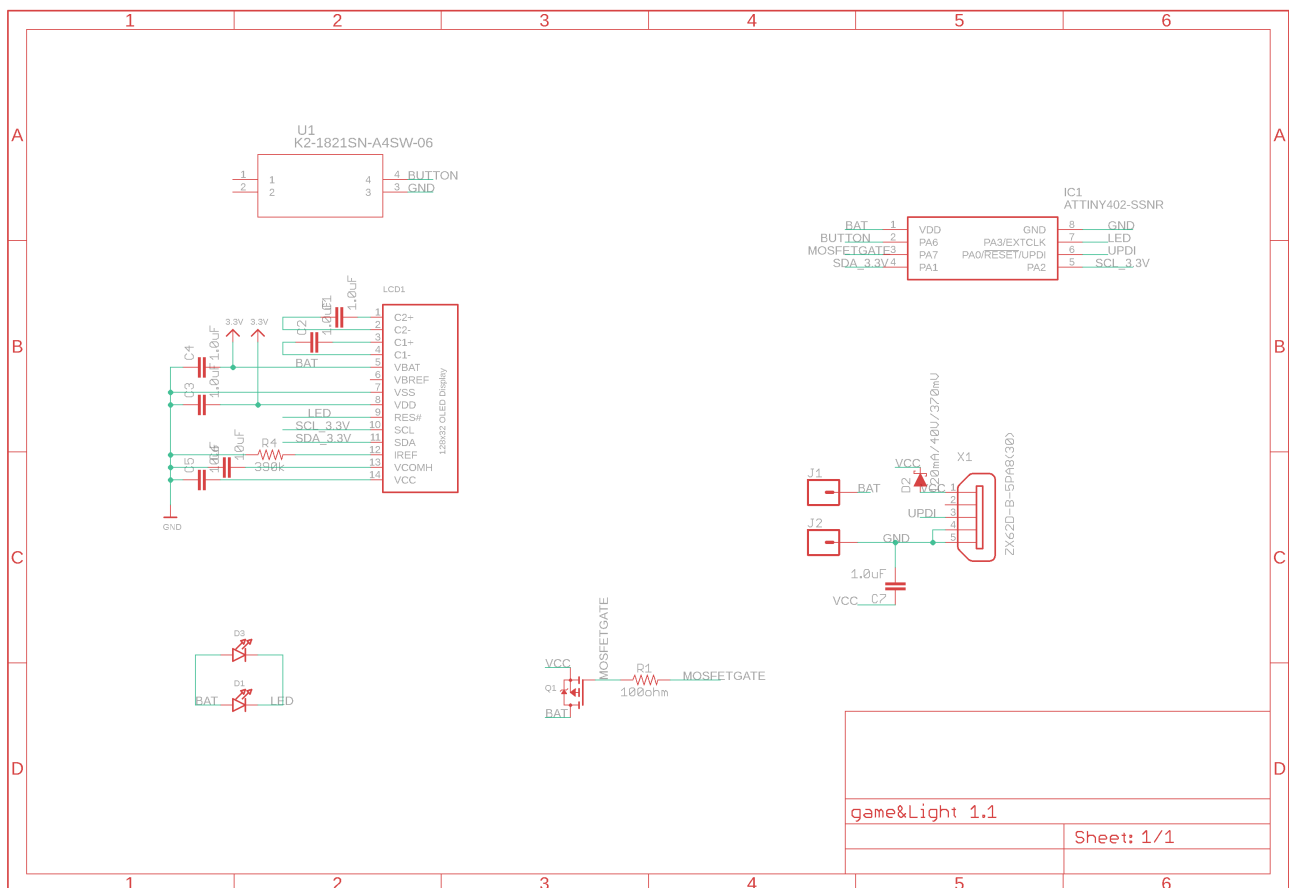 1 2 3 4 5 6
A A
U1
K2-1821SN-A4SW-06
1 1 4 4 BUTTON
2 2 3 3 GND
IC1
ATTINY402-SSNR
BAT 1 VDD GND 8 GND
BUTTON 2 PA6 PA3/EXTCLK 7 LED
MOSFETGATE 3 PA7 PA0/RESET/UPDI 6 UPDI
SDA_3.3V 4 PA1 PA2 5 SCL_3.3V
B B
LCD1
1.0uF
1 C2+
2 C2-
C2 1.0uF
3 C1+
4 C1-
3.3V 3.3V
C4 1.0uF
BAT 5 VBAT
6 VBREF
7 VSS
C3 1.0uF
8 VDD
LED 9 RES#
SCL_3.3V 10 SCL
SDA_3.3V 11 SDA
R4 390k
12 IREF
10uF
13 VCOMH
C5
14 VCC
128x32 OLED Display
GND
220mA/40V/370mV
VCC
D2
VCC
X1
ZX62D-B-5PA8(30)
1
2
UPDI 3
4
5
J1
BAT
J2
GND
C C
1.0uF
VCC C7
D3
D1
BAT LED
VCC
Q1
BAT
MOSFETGATE
R1
100ohm
MOSFETGATE
D D
game&Light 1.1
Sheet: 1/1
1 2 3 4 5 6